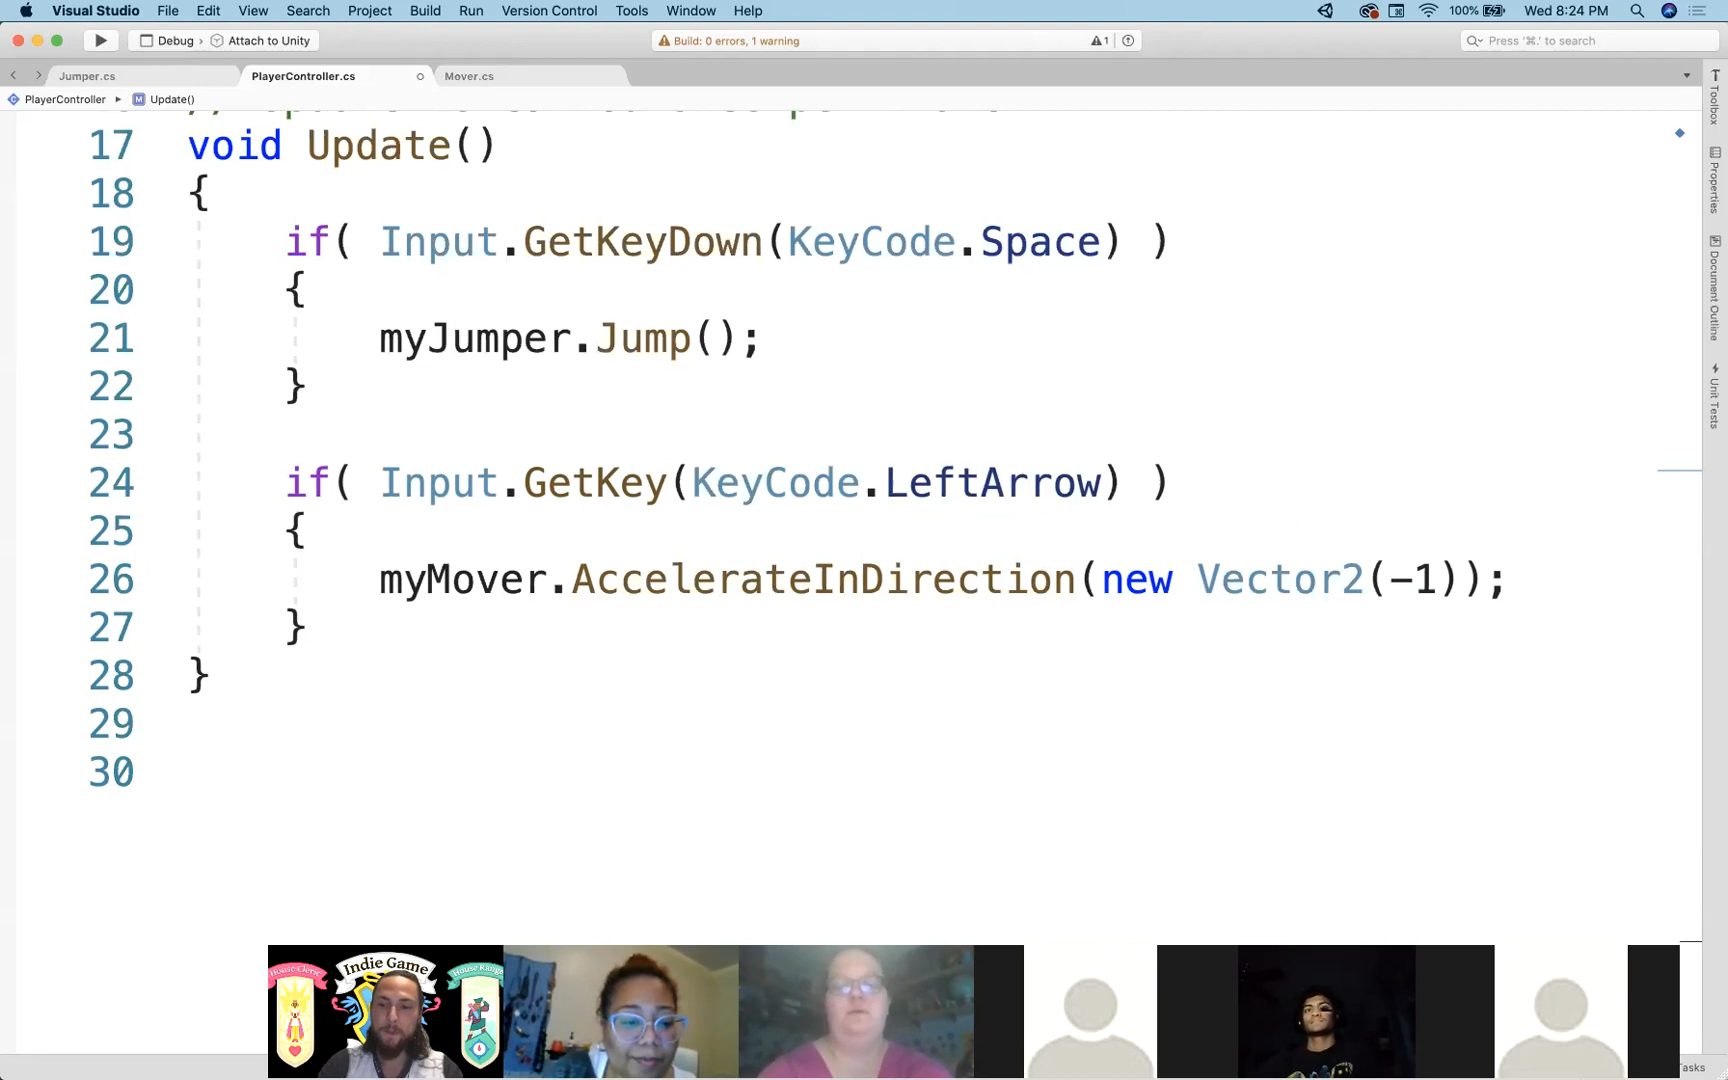 Visual Studio File Edit View Search Project Build Run Version Control Tools Window Help 100% Wed 8:24 PM
Debug › Attach to Unity Build: 0 errors, 1 warning 1 Press '⌘.' to search
Jumper.cs PlayerController.cs Mover.cs
PlayerController ▸ M Update()
17 void Update()
18 {
19 if( Input.GetKeyDown(KeyCode.Space) )
20 {
21 myJumper.Jump();
22 }
23
24 if( Input.GetKey(KeyCode.LeftArrow) )
25 {
26 myMover.AccelerateInDirection(new Vector2(-1));
27 }
28 }
29
30
Toolbox
Properties
Document Outline
Unit Tests
House Cleric
Indie Game
House Range
asks